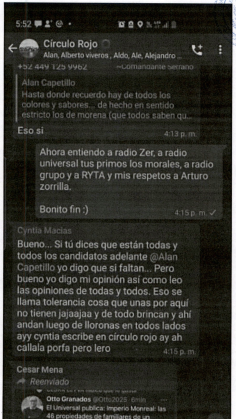 5:52
Círculo Rojo
Alan, Alberto viveros, Aldo, Ale, Alejandro ..
+52 449 125 9962 ~Comandante Serrano
Alan Capetillo
Hasta donde recuerdo hay de todos los
colores y sabores... de hecho en sentido
estricto los de morena (que todos saben qu...
Eso si
4:13 p.m.
Ahora entiendo a radio Zer, a radio
universal tus primos los morales, a radio
grupo y a RYTA y mis respetos a Arturo
zorrilla.
Bonito fin :)
4:15 p.m.
Cyntia Macias
Bueno... Si tú dices que están todas y
todos los candidatos adelante @Alan
Capetillo yo digo que si faltan... Pero
bueno yo digo mi opinión así como leo
las opiniones de todas y todos. Eso se
llama tolerancia cosa que unas por aquí
no tienen jajaajaa y de todo brincan y ahí
andan luego de lloronas en todos lados
ayy cyntia escribe en círculo rojo ay ah
callala porfa pero lero
4:15 p.m.
Cesar Mena
Reenviado
Otto Granados @Otto2025 6min
El Universal publica: Imperio Monreal: las
46 propiedades de familiares de un